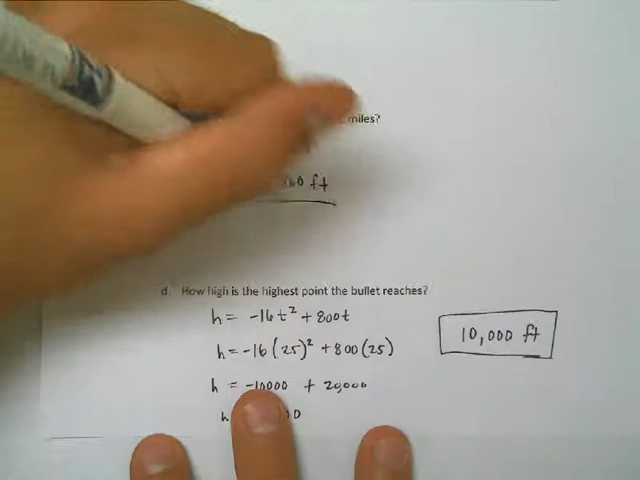 miles?
ft
d. How high is the highest point the bullet reaches?
h = -16t² + 800t
h = -16(25)² + 800(25)
10,000 ft
h = -10000 + 20000
h